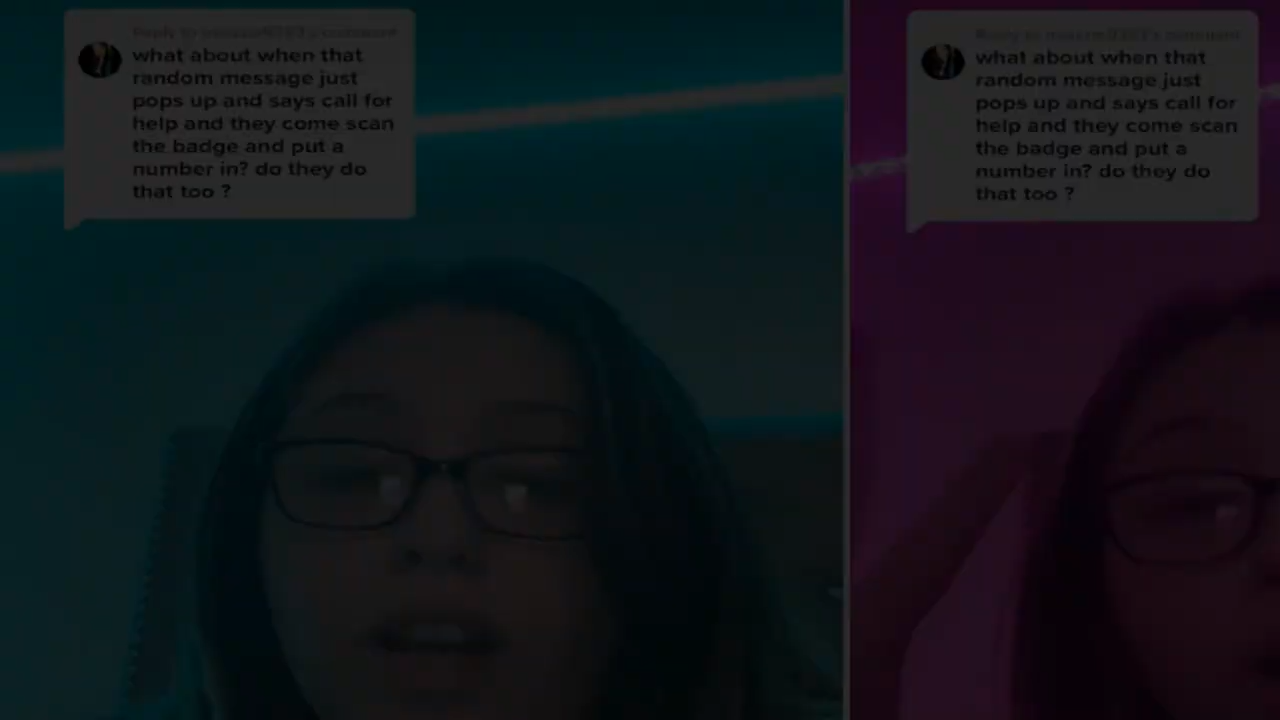 what about when that
random message just
pops up and says call for
help and they come scan
the badge and put a
number in? do they do
that too ?
what about when that
random message just
pops up and says call for
help and they come scan
the badge and put a
number in? do they do
that too ?